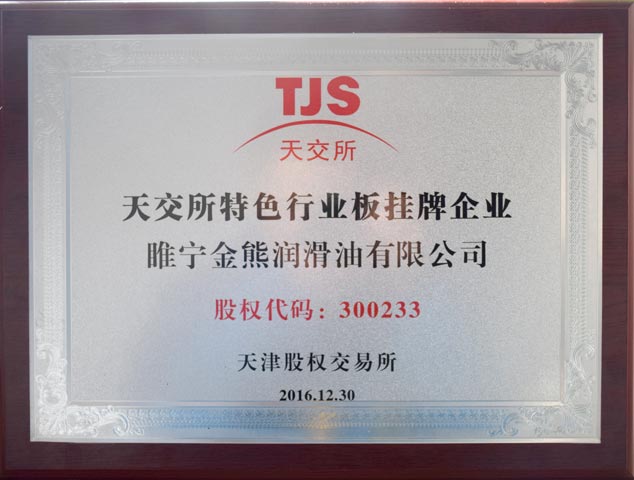 TJS
天交所
天交所特色行业板挂牌企业
睢宁金熊润滑油有限公司
股权代码：300233
天津股权交易所
2016.12.30